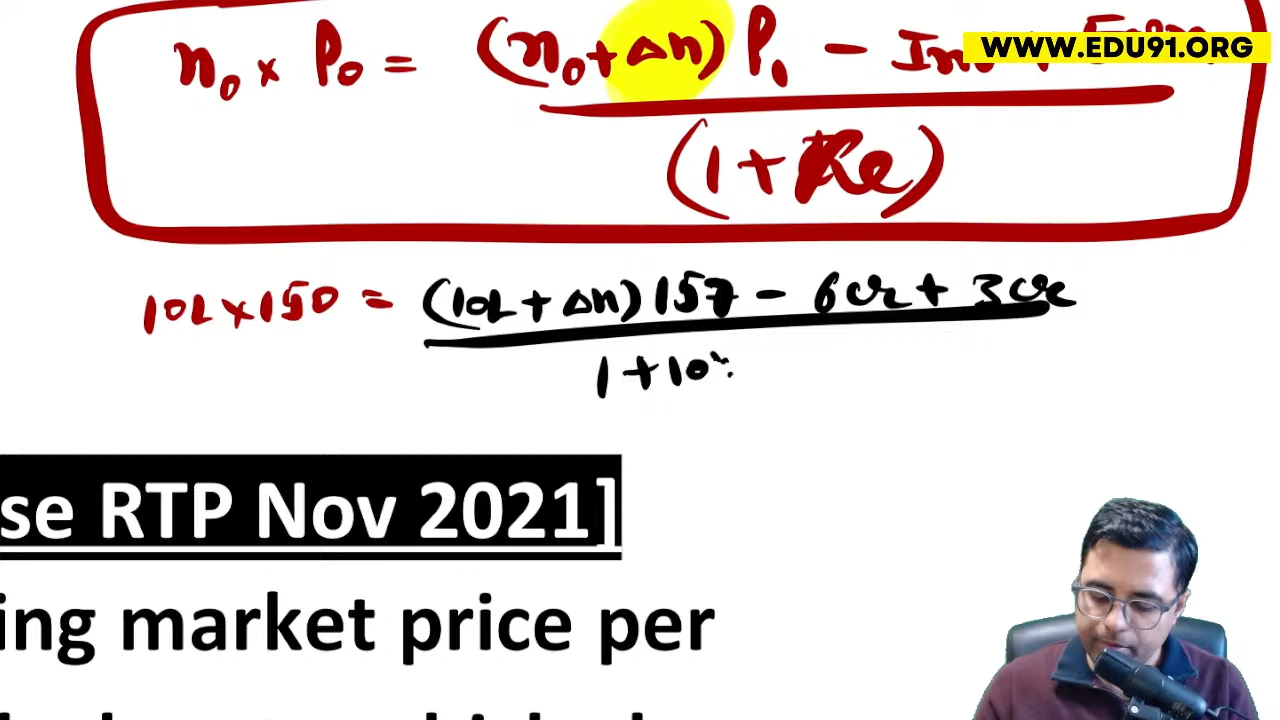 WWW.EDU91.ORG
n₀ × P₀ = (n₀ + Δn) P₁ −
(1 + Ke)
10L × 150 = (10L + Δn) 157 − 6cr + 3cr
1 + 10%
se RTP Nov 2021]
ing market price per